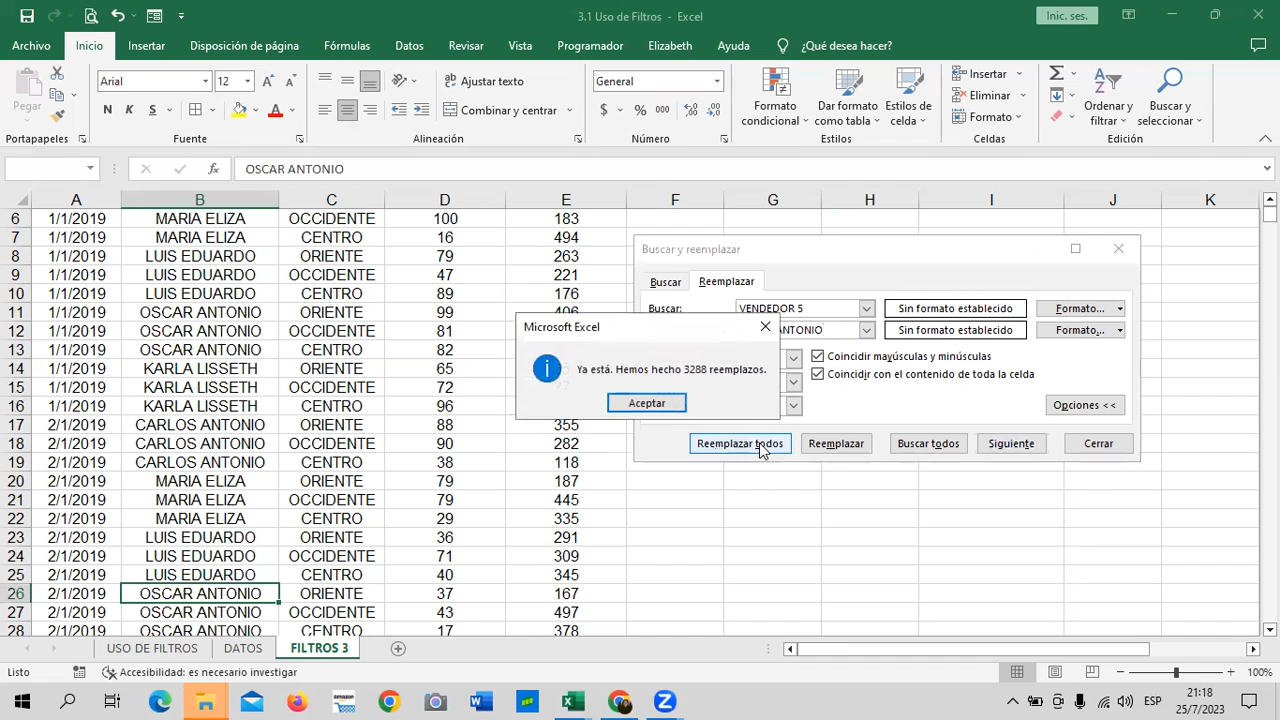 3.1 Uso de Filtros - Excel
Inic. ses.
Archivo Inicio Insertar Disposición de página Fórmulas Datos Revisar Vista Programador Elizabeth Ayuda ¿Qué desea hacer?
Pegar
Arial 12
Ajustar texto
General
Combinar y centrar
N K S
$ % 000
Formato condicional
Dar formato como tabla
Estilos de celda
Insertar
Eliminar
Formato
Ordenar y filtrar
Buscar y seleccionar
Portapapeles Fuente Alineación Número Estilos Celdas Edición
fx OSCAR ANTONIO
A B C D E F G H I J K
6 1/1/2019 MARIA ELIZA OCCIDENTE 100 183
7 1/1/2019 MARIA ELIZA CENTRO 16 494
8 1/1/2019 LUIS EDUARDO ORIENTE 79 263
9 1/1/2019 LUIS EDUARDO OCCIDENTE 47 221
10 1/1/2019 LUIS EDUARDO CENTRO 89 176
11 1/1/2019 OSCAR ANTONIO ORIENTE 99
12 1/1/2019 OSCAR ANTONIO OCCIDENTE 81
13 1/1/2019 OSCAR ANTONIO CENTRO 82
14 1/1/2019 KARLA LISSETH ORIENTE 65
15 1/1/2019 KARLA LISSETH OCCIDENTE 72
16 1/1/2019 KARLA LISSETH CENTRO 96
17 2/1/2019 CARLOS ANTONIO ORIENTE 88 355
18 2/1/2019 CARLOS ANTONIO OCCIDENTE 90 282
19 2/1/2019 CARLOS ANTONIO CENTRO 38 118
20 2/1/2019 MARIA ELIZA ORIENTE 79 187
21 2/1/2019 MARIA ELIZA OCCIDENTE 79 445
22 2/1/2019 MARIA ELIZA CENTRO 29 335
23 2/1/2019 LUIS EDUARDO ORIENTE 36 291
24 2/1/2019 LUIS EDUARDO OCCIDENTE 71 309
25 2/1/2019 LUIS EDUARDO CENTRO 40 345
26 2/1/2019 OSCAR ANTONIO ORIENTE 37 167
27 2/1/2019 OSCAR ANTONIO OCCIDENTE 43 497
28 2/1/2019 OSCAR ANTONIO CENTRO 17 378
Buscar y reemplazar
Buscar Reemplazar
Buscar: VENDEDOR 5 Sin formato establecido Formato...
ANTONIO Sin formato establecido Formato...
Coincidir mayúsculas y minúsculas
Coincidir con el contenido de toda la celda
Opciones <<
Reemplazar todos Reemplazar Buscar todos Siguiente Cerrar
Microsoft Excel
Ya está. Hemos hecho 3288 reemplazos.
Aceptar
USO DE FILTROS DATOS FILTROS 3
Listo Accesibilidad: es necesario investigar 100%
ESP
21:18
25/7/2023